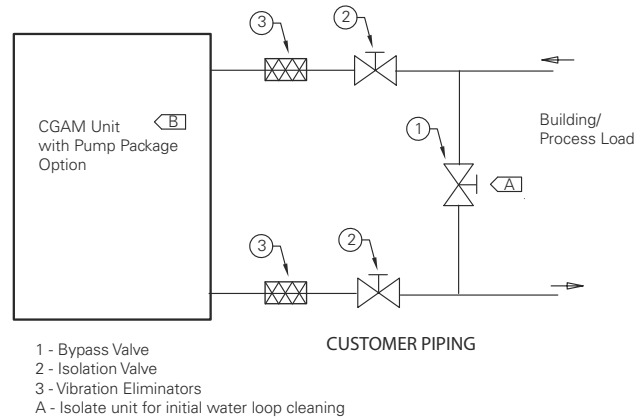 3
2
B
CGAM Unit
with Pump Package
Option
Building/
Process Load
1
A
3
2
CUSTOMER PIPING
1 - Bypass Valve
2 - Isolation Valve
3 - Vibration Eliminators
A - Isolate unit for initial water loop cleaning